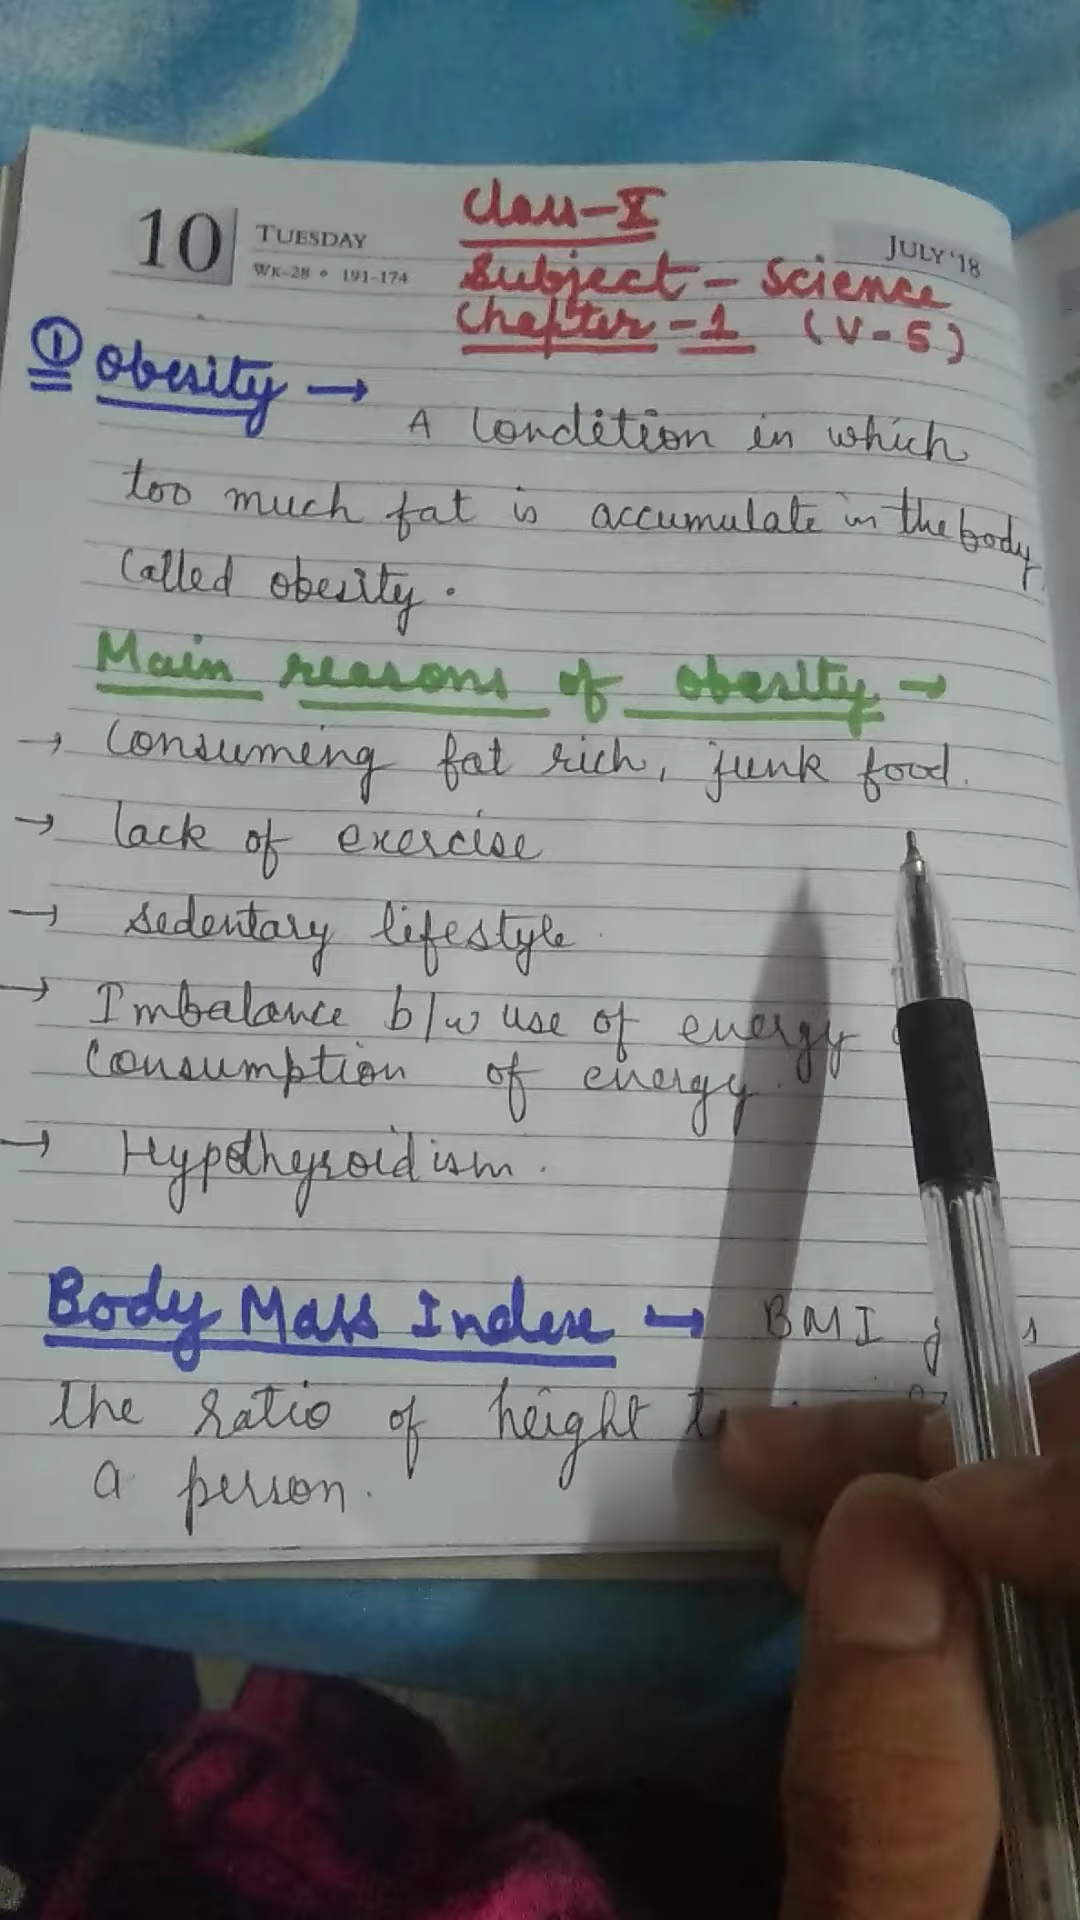 10 TUESDAY
WK-28 • 191-174
JULY '18
Class-X
Subject - Science
Chapter - 1 (V-5)
① Obesity →
A condition in which
too much fat is accumulate in the body
called obesity.
Main reasons of obesity →
→ Consuming fat rich, junk food.
→ lack of exercise
→ sedentary lifestyle
→ Imbalance b/w use of energy
consumption of energy.
→ Hypothyroidism.
Body Mass Index → BMI
the ratio of height
a person.